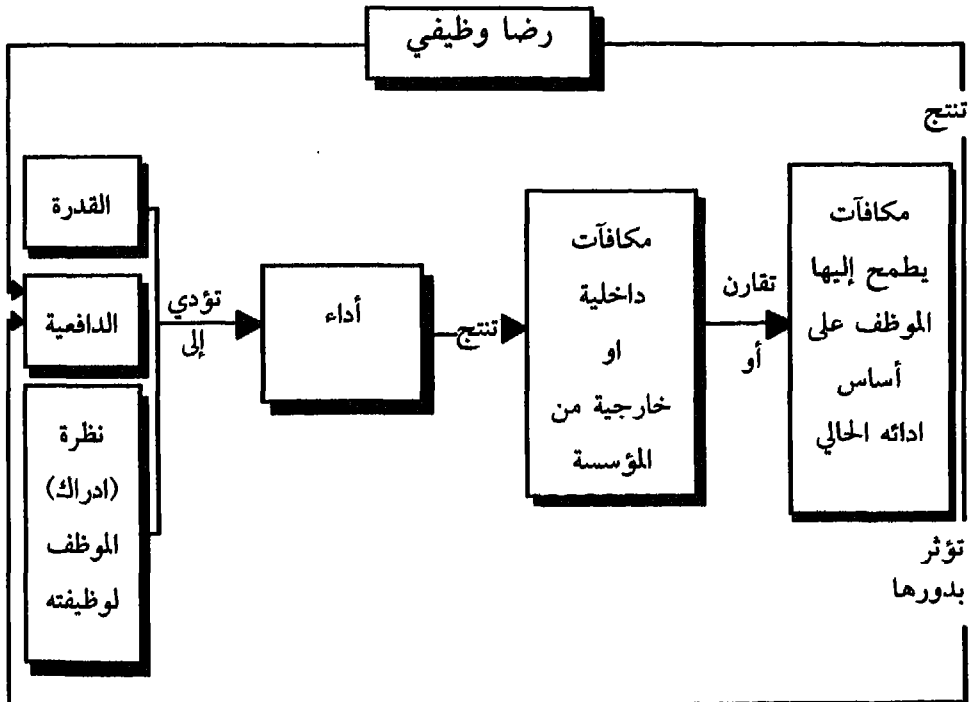 رضا وظيفي
تنتج
القدرة
الدافعية
نظرة
(ادراك)
الموظف
لوظيفته
تؤدي
إلى
أداء
تنتج
مكافآت
داخلية
او
خارجية من
المؤسسة
تقارن
أو
مكافآت
يطمح إليها
الموظف على
أساس
ادائه الحالي
تؤثر
بدورها